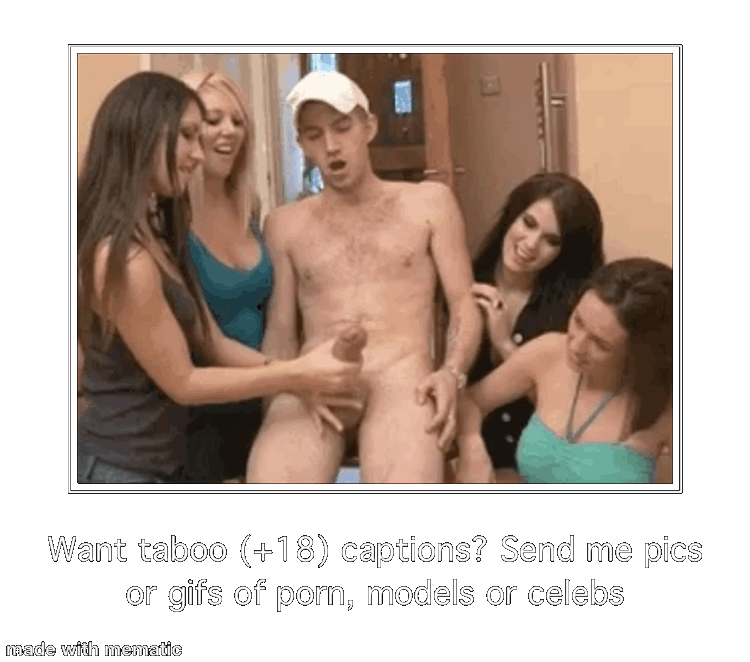 Want taboo (+18) captions? Send me pics
or gifs of porn, models or celebs
made with mematic